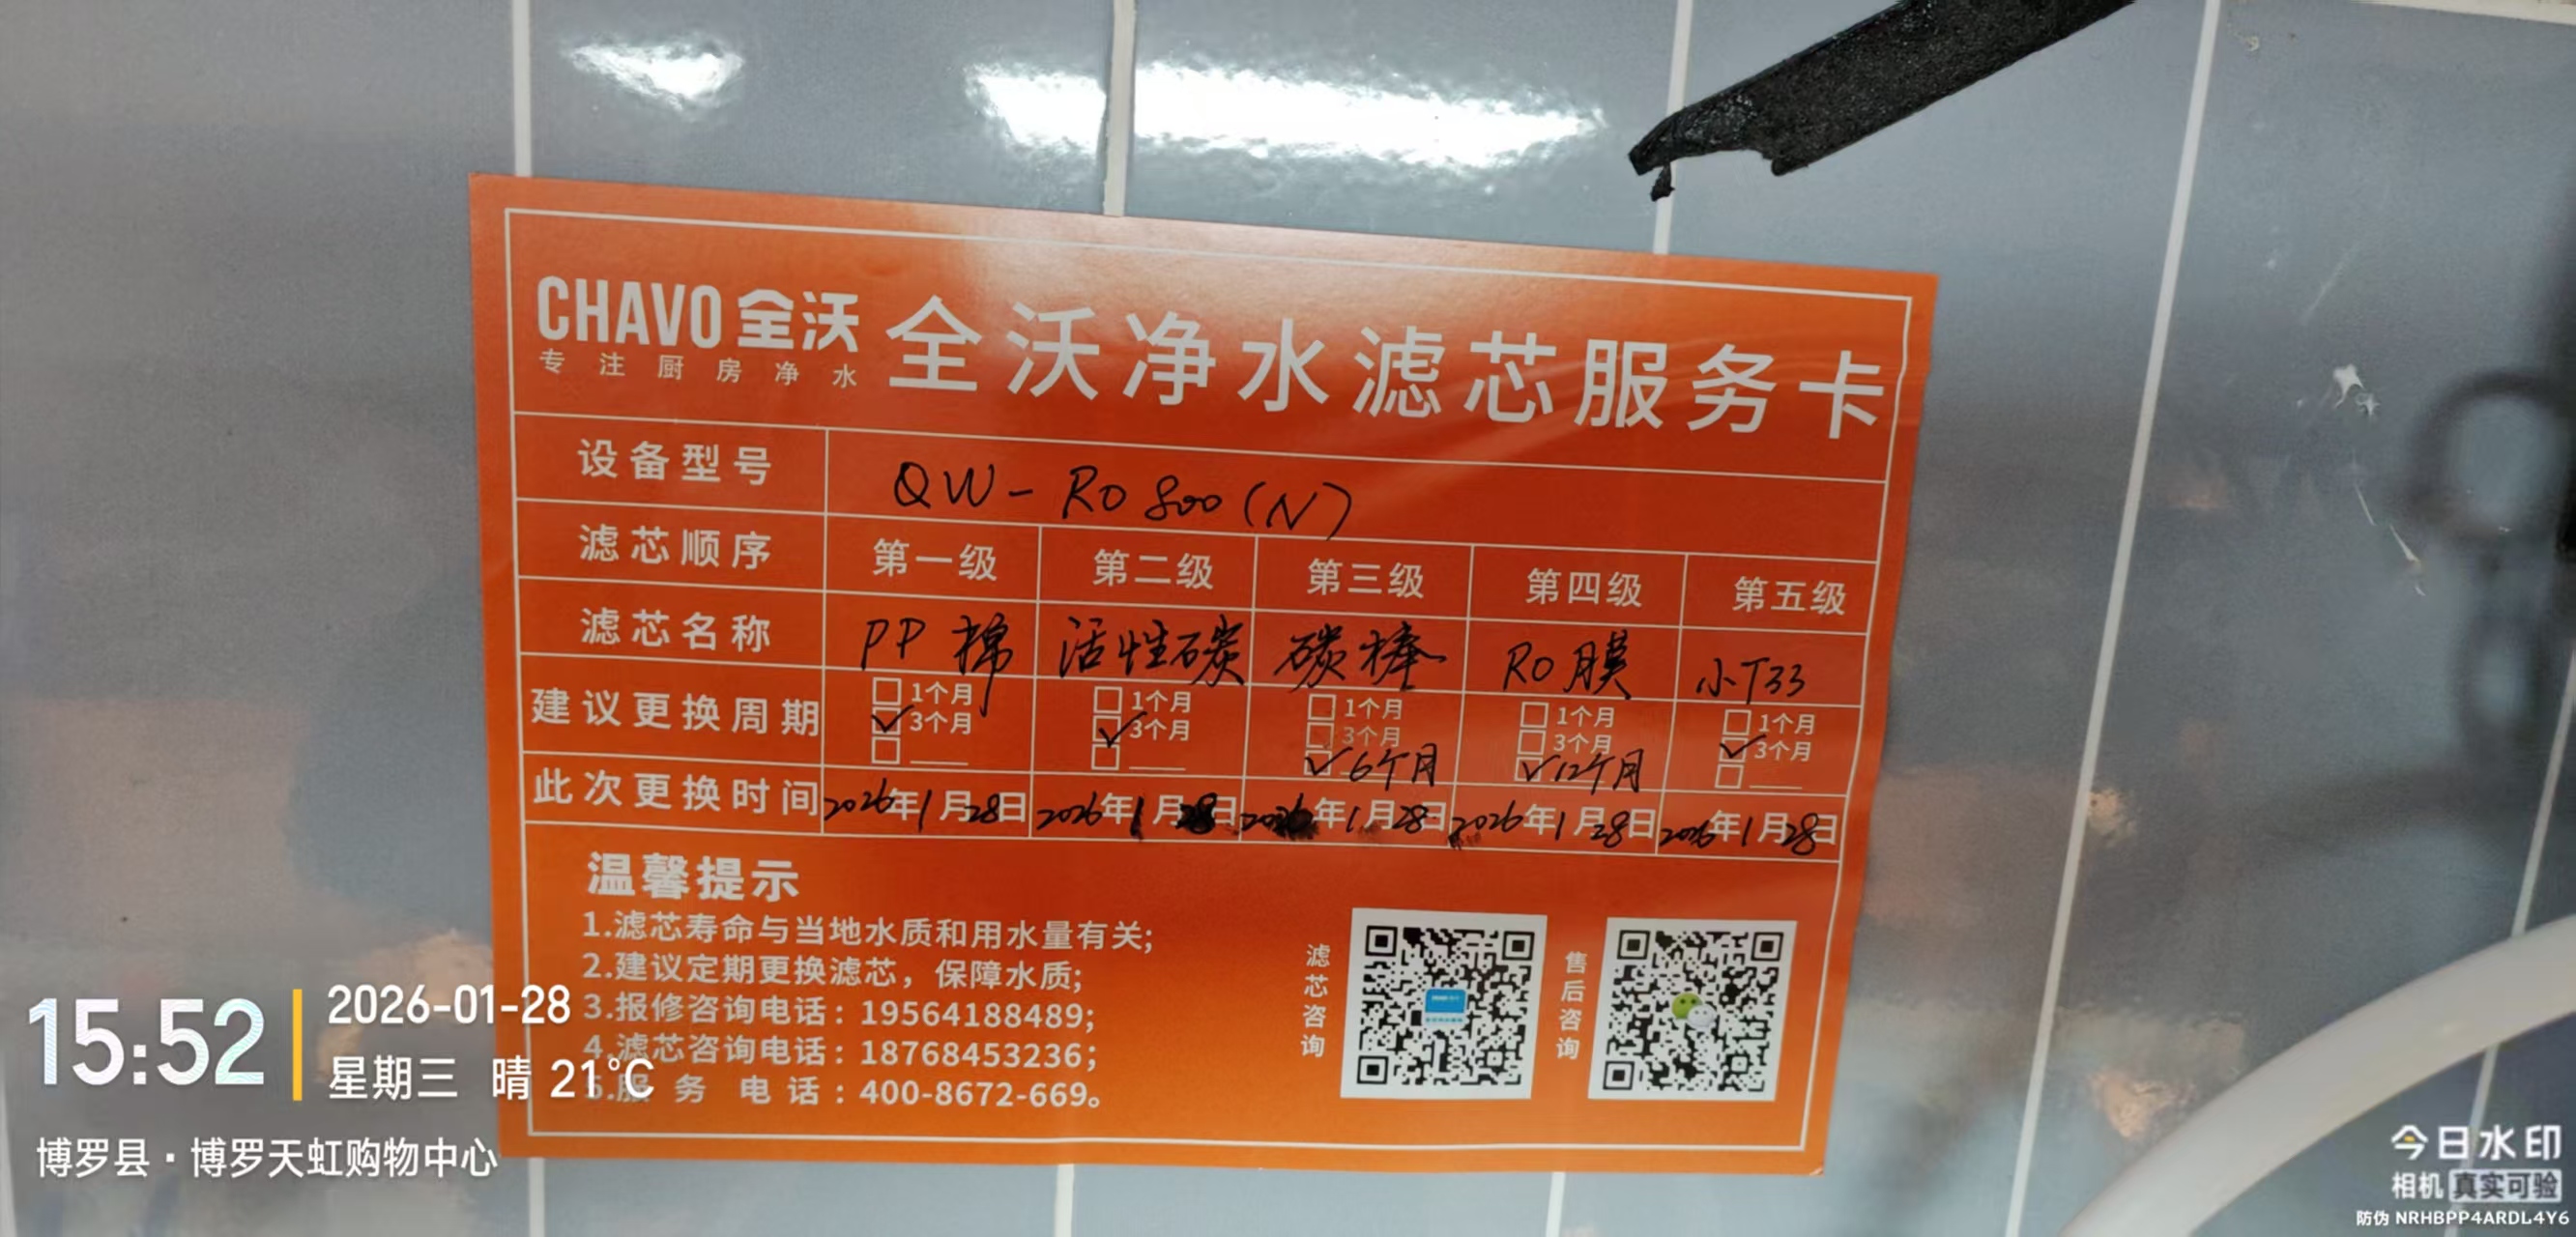 CHAVO 全沃
专注厨房净水
全沃净水滤芯服务卡
设备型号 QW-RO800(N)
滤芯顺序 第一级 第二级 第三级 第四级 第五级
滤芯名称 PP棉 活性碳 碳棒 RO膜 小T33
建议更换周期
1个月 1个月 1个月 1个月 1个月
✓3个月 ✓3个月 3个月 3个月 ✓3个月
✓6个月 ✓12个月
此次更换时间 2026年1月28日 2026年1月28日 2026年1月28日 2026年1月28日 2026年1月28日
温馨提示
1.滤芯寿命与当地水质和用水量有关;
2.建议定期更换滤芯，保障水质;
3.报修咨询电话：19564188489;
4.滤芯咨询电话：18768453236;
5.服务电话：400-8672-669。
滤芯咨询
售后咨询
15:52
2026-01-28
星期三 晴 21°C
博罗县·博罗天虹购物中心
今日水印
相机 真实可验
防伪 NRHBPP4ARDL4Y6